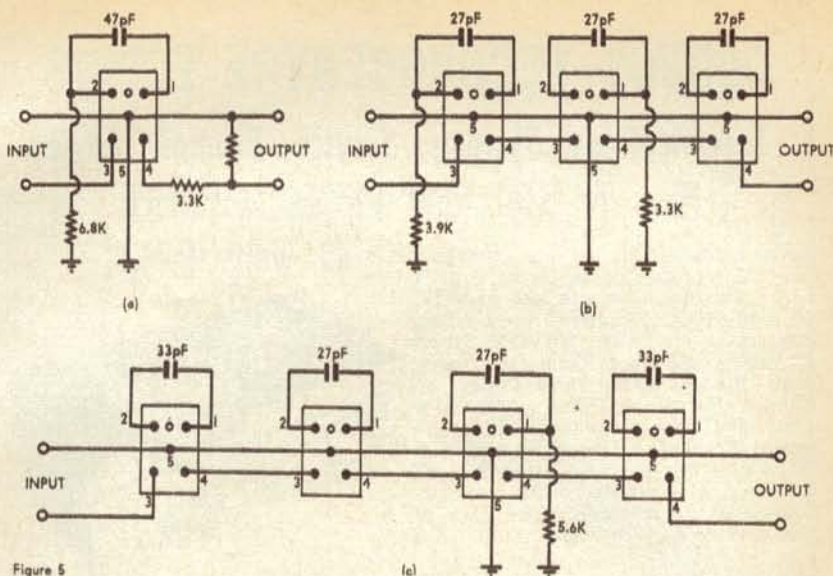 47pF
2 1
INPUT OUTPUT
3 5 4
3.3K
6.8K
(a)
27pF 27pF 27pF
2 1 2 1 2 1
5 5
INPUT OUTPUT
3 4 3 5 4 3 4
3.9K 3.3K
(b)
33pF 27pF 27pF 33pF
2 1 2 1 2 1 2 1
5 5
INPUT OUTPUT
3 4 3 4 3 5 4 3 4
5.6K
Figure 5 (c)